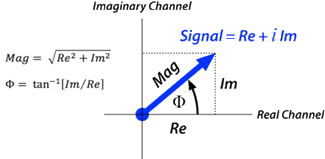 Imaginary Channel
Signal = Re + i Im
Mag = √Re² + Im²
Φ = tan⁻¹[Im/Re]
Mag
Φ
Im
Re
Real Channel